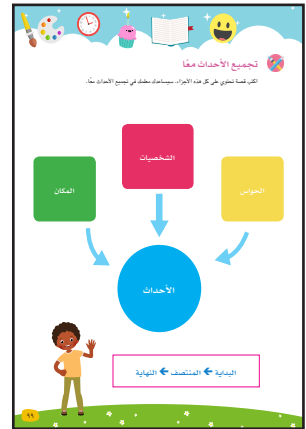 تجميع الأحداث معًا
اكتب قصة تحتوي على كل هذه الأجزاء. سيساعدك معلمك في تجميع الأحداث معًا.
الشخصيات
المكان
الحواس
الأحداث
البداية ← المنتصف ← النهاية
٩٩